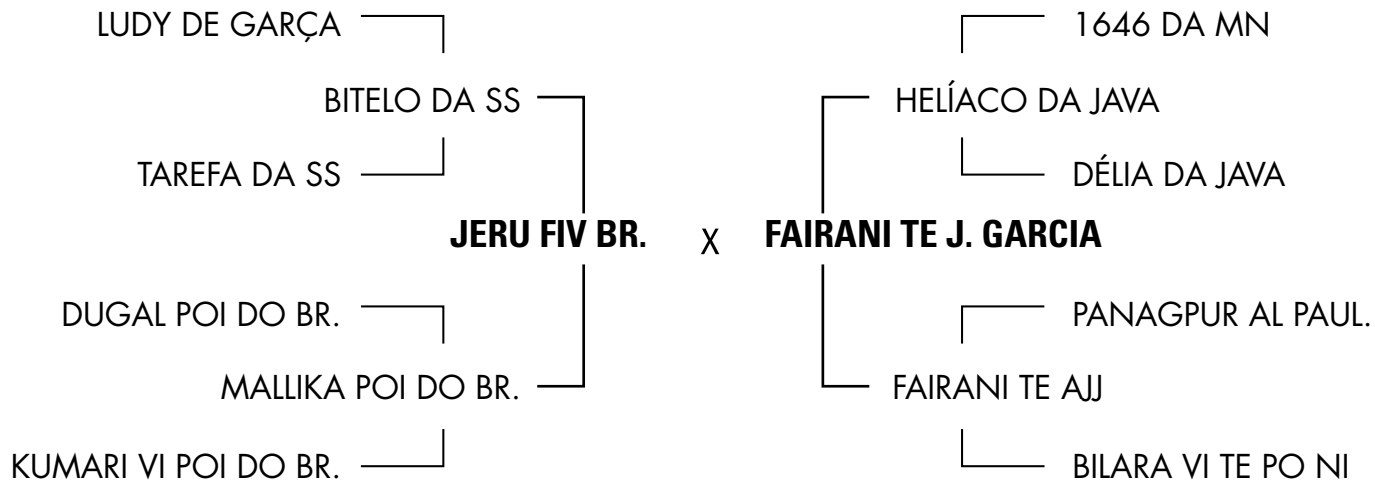 LUDY DE GARÇA 1646 DA MN
BITELO DA SS HELÍACO DA JAVA
TAREFA DA SS DÉLIA DA JAVA
JERU FIV BR. X FAIRANI TE J. GARCIA
DUGAL POI DO BR. PANAGPUR AL PAUL.
MALLIKA POI DO BR. FAIRANI TE AJJ
KUMARI VI POI DO BR. BILARA VI TE PO NI